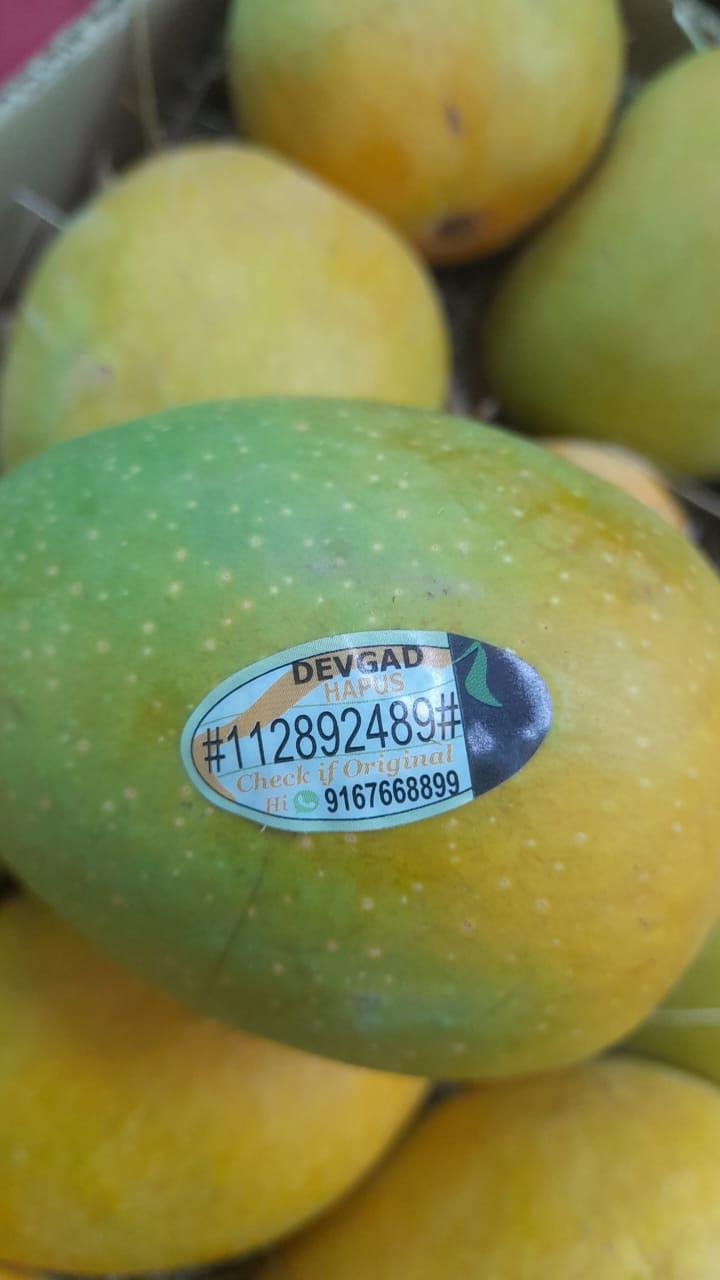 DEVGAD
HAPUS
#112892489#
Check if Original
Hi 9167668899